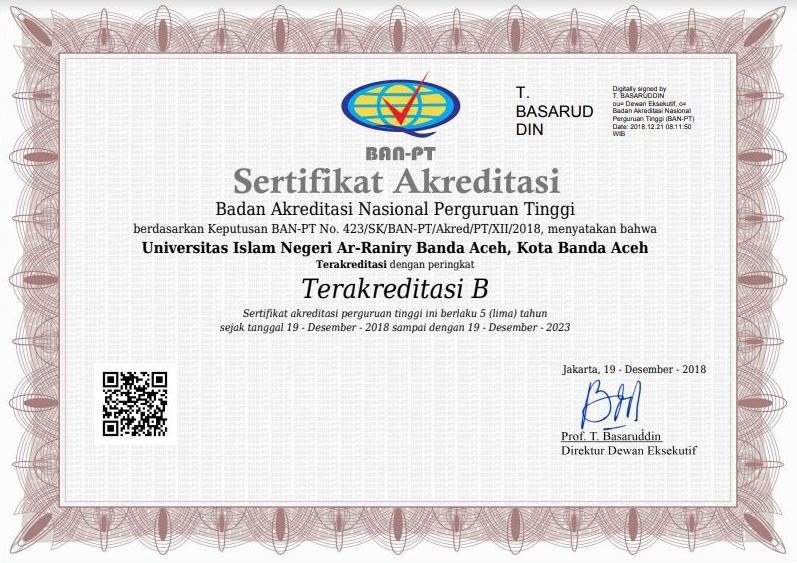 T.
BASARUD
DIN
Digitally signed by
T. BASARUDDIN
ou= Dewan Eksekutif, o=
Badan Akreditasi Nasional
Perguruan Tinggi (BAN-PT)
Date: 2018.12.21 08:11:50
WIB
BAN-PT
Sertifikat Akreditasi
Badan Akreditasi Nasional Perguruan Tinggi
berdasarkan Keputusan BAN-PT No. 423/SK/BAN-PT/Akred/PT/XII/2018, menyatakan bahwa
Universitas Islam Negeri Ar-Raniry Banda Aceh, Kota Banda Aceh
Terakreditasi dengan peringkat
Terakreditasi B
Sertifikat akreditasi perguruan tinggi ini berlaku 5 (lima) tahun
sejak tanggal 19 - Desember - 2018 sampai dengan 19 - Desember - 2023
Jakarta, 19 - Desember - 2018
Prof. T. Basaruddin
Direktur Dewan Eksekutif